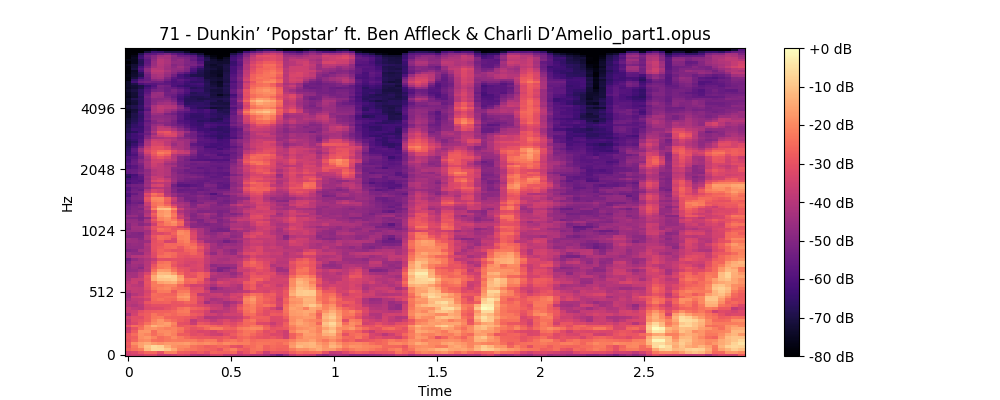 71 - Dunkin’ ‘Popstar’ ft. Ben Affleck & Charli D’Amelio_part1.opus
Hz
4096
2048
1024
512
0
0
0.5
1
1.5
2
2.5
Time
+0 dB
-10 dB
-20 dB
-30 dB
-40 dB
-50 dB
-60 dB
-70 dB
-80 dB